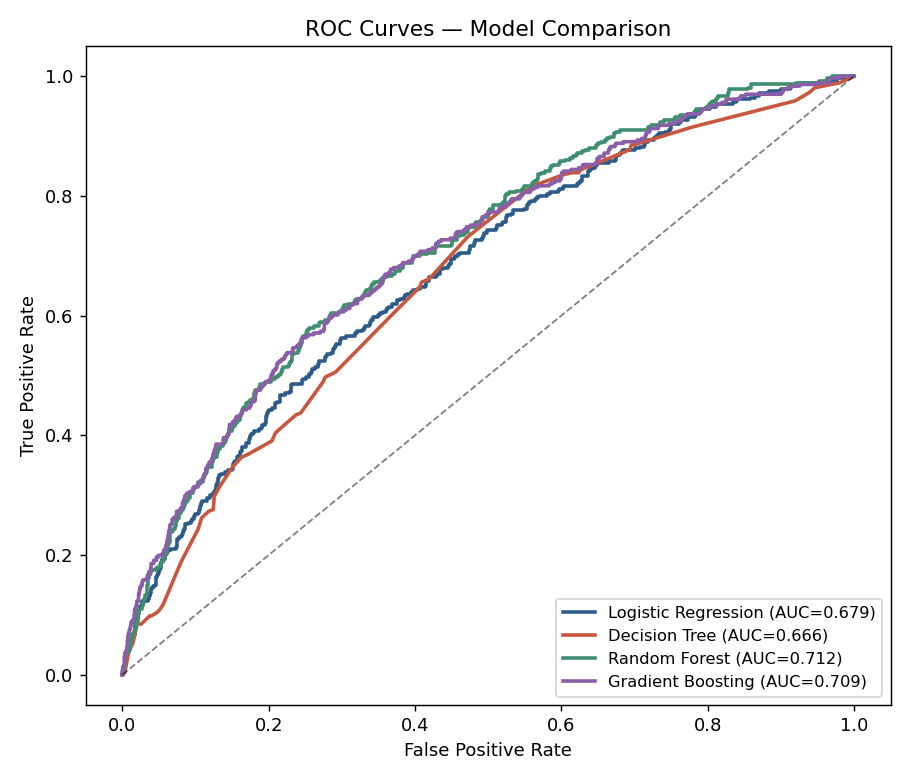 ROC Curves — Model Comparison
1.0
0.8
0.6
0.4
0.2
0.0
True Positive Rate
Logistic Regression (AUC=0.679)
Decision Tree (AUC=0.666)
Random Forest (AUC=0.712)
Gradient Boosting (AUC=0.709)
0.0 0.2 0.4 0.6 0.8 1.0
False Positive Rate